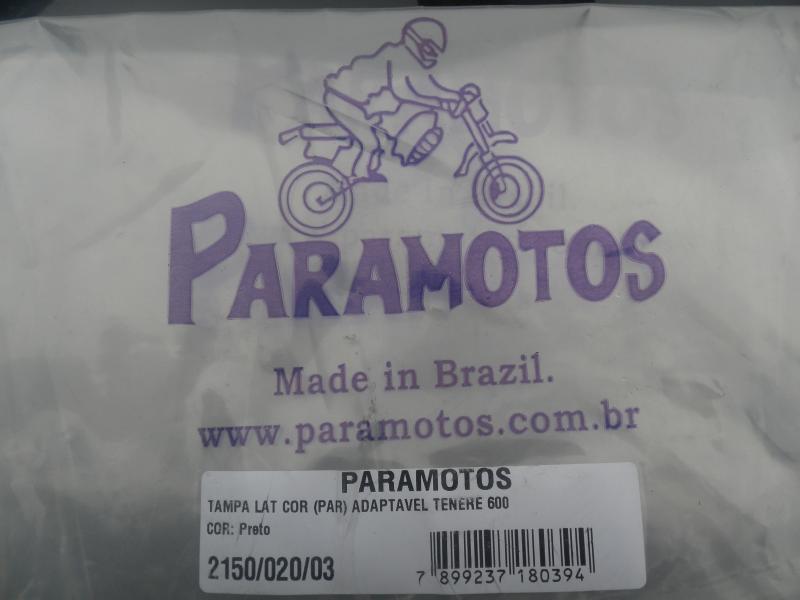 PARAMOTOS
Made in Brazil.
www.paramotos.com.br
PARAMOTOS
TAMPA LAT COR (PAR) ADAPTAVEL TENERE 600
COR: Preto
2150/020/03
7 899237 180394